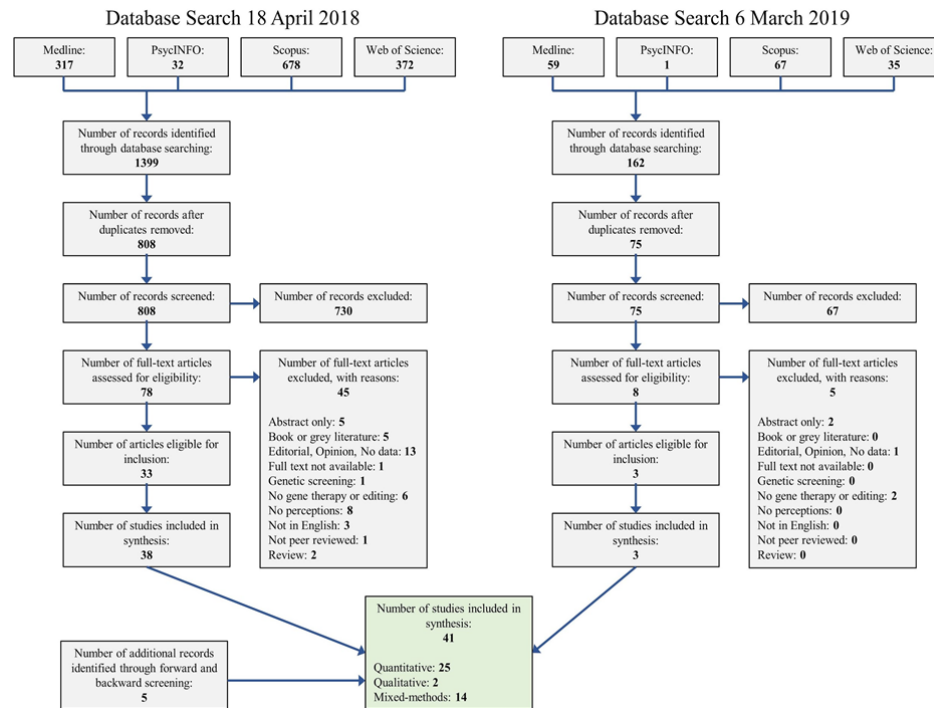 Database Search 18 April 2018
Medline:
317
PsycINFO:
32
Scopus:
678
Web of Science:
372
Number of records identified
through database searching:
1399
Number of records after
duplicates removed:
808
Number of records screened:
808
Number of records excluded:
730
Number of full-text articles
assessed for eligibility:
78
Number of full-text articles
excluded, with reasons:
45
Abstract only: 5
Book or grey literature: 5
Editorial, Opinion, No data: 13
Full text not available: 1
Genetic screening: 1
No gene therapy or editing: 6
No perceptions: 8
Not in English: 3
Not peer reviewed: 1
Review: 2
Number of articles eligible for
inclusion:
33
Number of studies included in
synthesis:
38
Database Search 6 March 2019
Medline:
59
PsycINFO:
1
Scopus:
67
Web of Science:
35
Number of records identified
through database searching:
162
Number of records after
duplicates removed:
75
Number of records screened:
75
Number of records excluded:
67
Number of full-text articles
assessed for eligibility:
8
Number of full-text articles
excluded, with reasons:
5
Abstract only: 2
Book or grey literature: 0
Editorial, Opinion, No data: 1
Full text not available: 0
Genetic screening: 0
No gene therapy or editing: 2
No perceptions: 0
Not in English: 0
Not peer reviewed: 0
Review: 0
Number of articles eligible for
inclusion:
3
Number of studies included in
synthesis:
3
Number of additional records
identified through forward and
backward screening:
5
Number of studies included in
synthesis:
41
Quantitative: 25
Qualitative: 2
Mixed-methods: 14